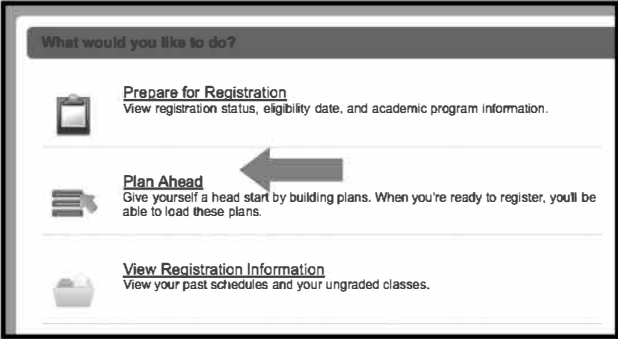 What would you like to do?
Prepare for Registration
View registration status, eligibility date, and academic program information.
Plan Ahead
Give yourself a head start by building plans. When you're ready to register, you'll be
able to load these plans.
View Registration Information
View your past schedules and your ungraded classes.